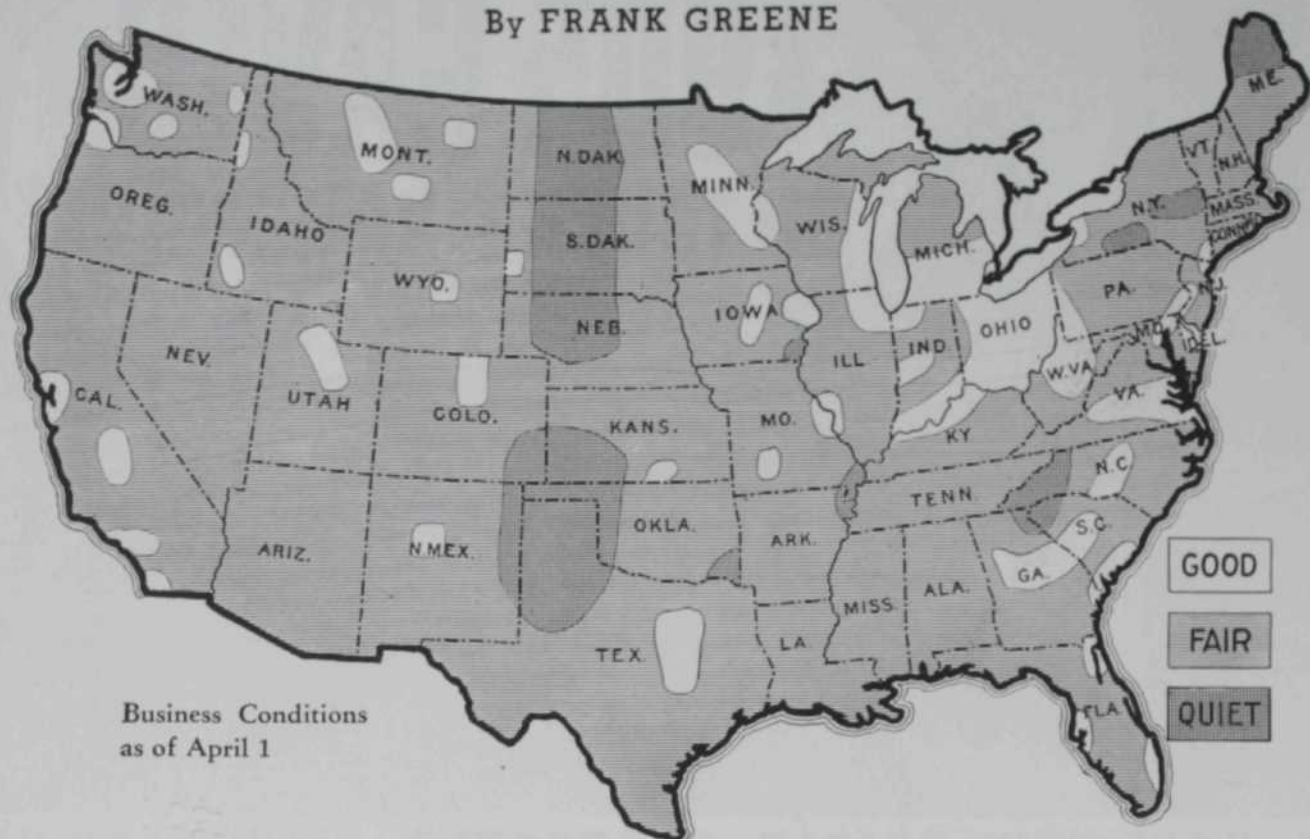 By FRANK GREENE
WASH.
MONT.
N.DAK.
MINN.
ME.
VT.
N.H.
OREG.
IDAHO
S.DAK.
WIS.
MICH.
N.Y.
MASS.
CONN.
WYO.
IOWA
PA.
N.J.
NEB.
OHIO
NEV.
ILL
IND
MD.
DEL.
CAL.
UTAH
COLO.
KANS.
MO.
W.VA.
VA.
KY
N.C.
TENN.
ARIZ.
N.MEX.
OKLA.
ARK.
S.C.
GA.
MISS.
ALA.
TEX.
LA.
FLA.
GOOD
FAIR
QUIET
Business Conditions
as of April 1